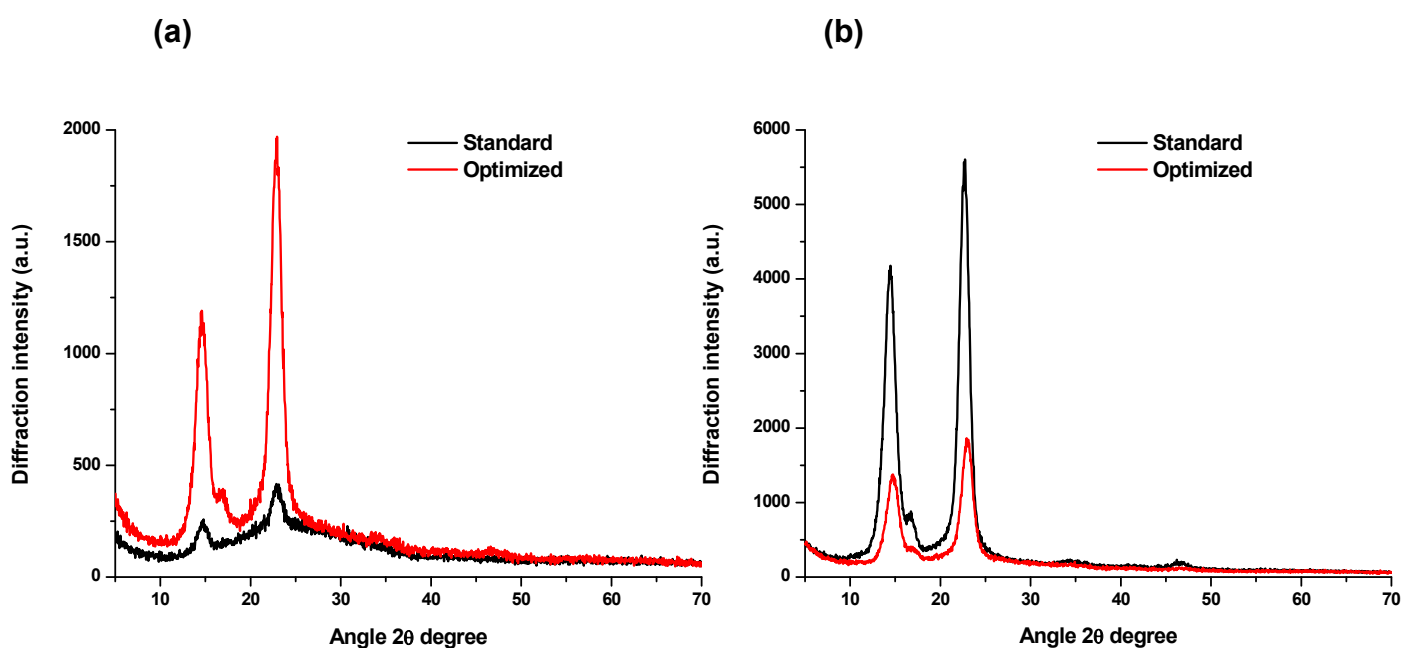 (a)
Standard
Optimized
2000
1500
1000
500
0
10 20 30 40 50 60 70
Diffraction intensity (a.u.)
Angle 2θ degree
(b)
Standard
Optimized
6000
5000
4000
3000
2000
1000
0
10 20 30 40 50 60 70
Diffraction intensity (a.u.)
Angle 2θ degree